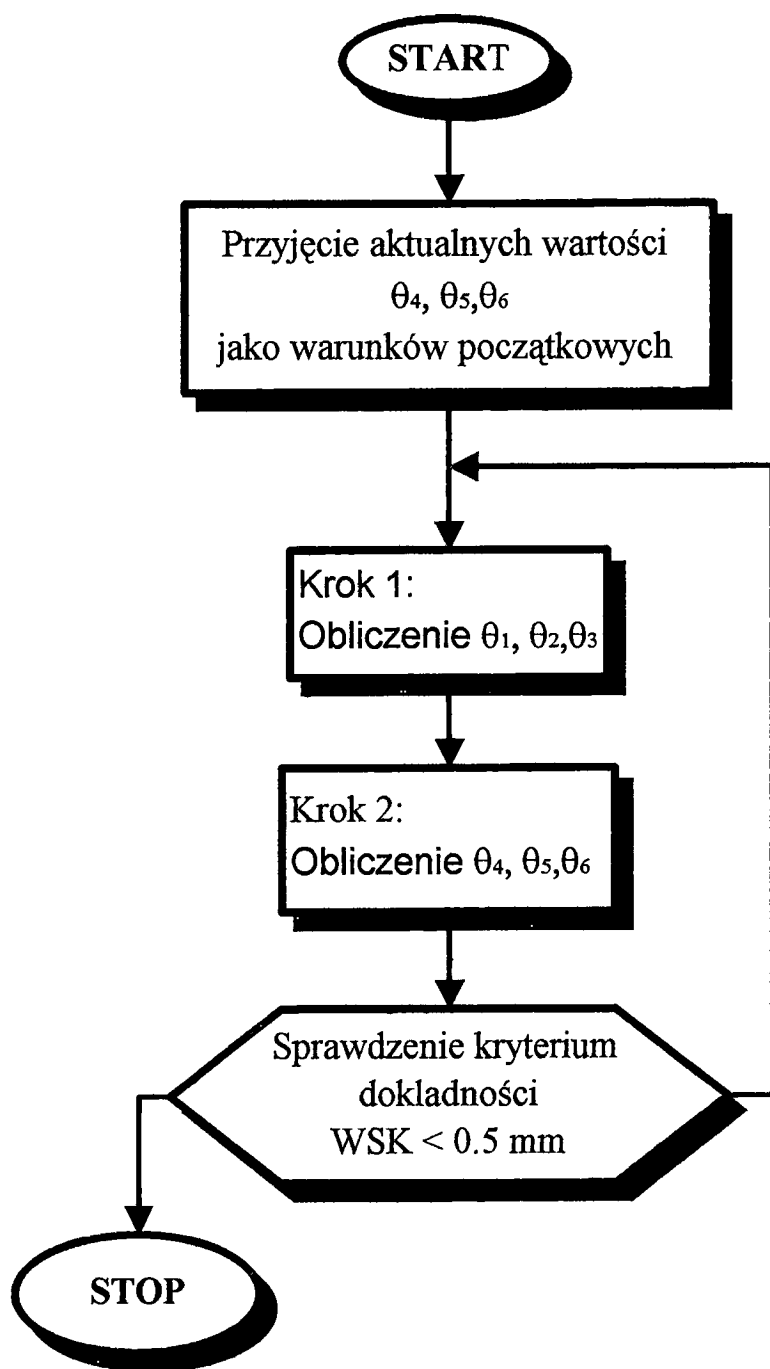 START
Przyjęcie aktualnych wartości
θ4, θ5,θ6
jako warunków początkowych
Krok 1:
Obliczenie θ1, θ2,θ3
Krok 2:
Obliczenie θ4, θ5,θ6
Sprawdzenie kryterium
dokladności
WSK < 0.5 mm
STOP